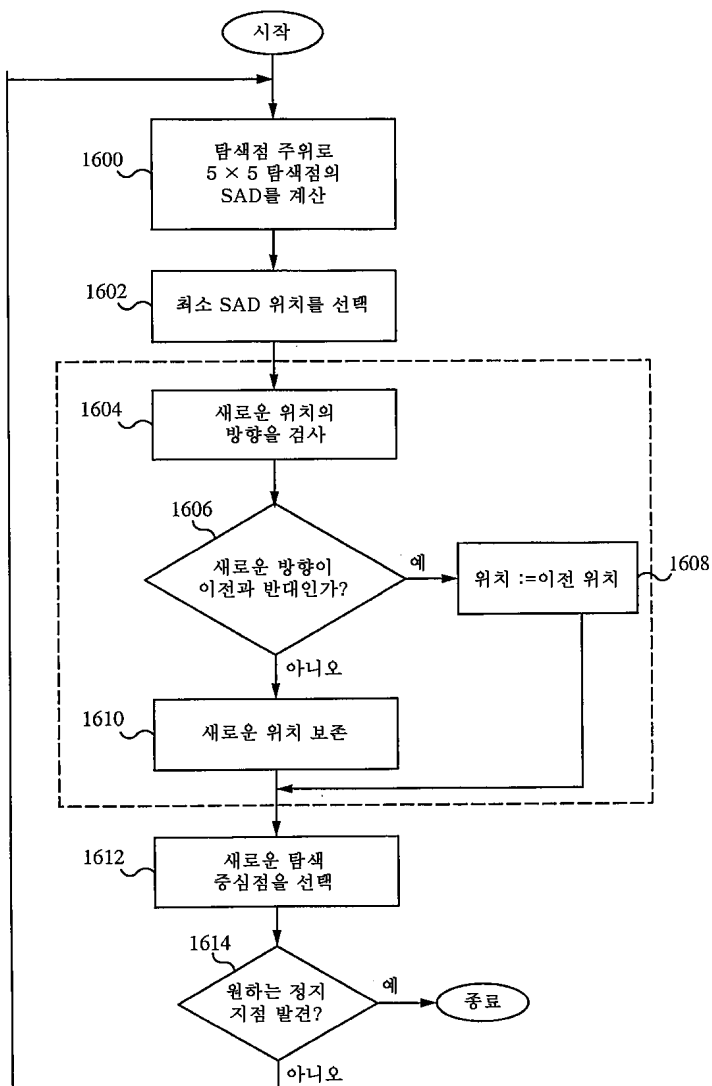 시작
1600
탐색점 주위로
5 × 5 탐색점의
SAD를 계산
1602
최소 SAD 위치를 선택
1604
새로운 위치의
방향을 검사
1606
새로운 방향이
이전과 반대인가?
예
위치 :=이전 위치
1608
아니오
1610
새로운 위치 보존
1612
새로운 탐색
중심점을 선택
1614
원하는 정지
지점 발견?
예
종료
아니오